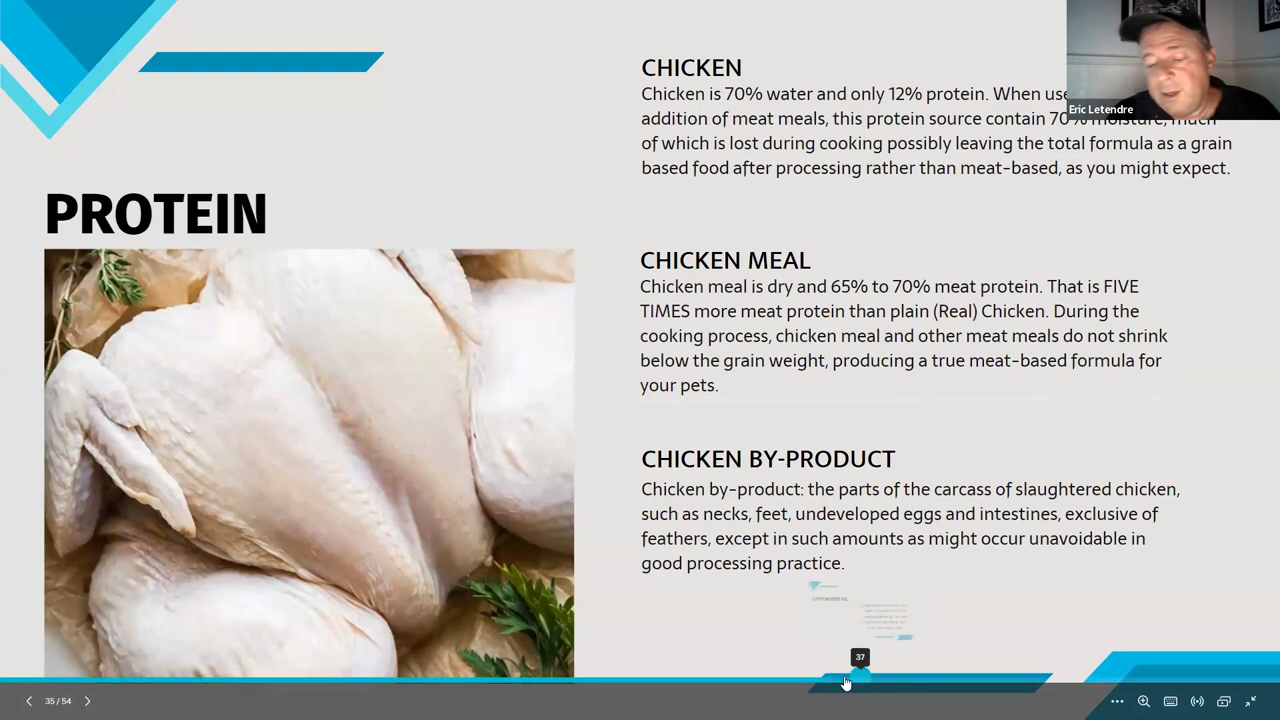 CHICKEN
Chicken is 70% water and only 12% protein. When use
Eric Letendre
addition of meat meals, this protein source contain 70% moisture, much
of which is lost during cooking possibly leaving the total formula as a grain
based food after processing rather than meat-based, as you might expect.
PROTEIN
CHICKEN MEAL
Chicken meal is dry and 65% to 70% meat protein. That is FIVE
TIMES more meat protein than plain (Real) Chicken. During the
cooking process, chicken meal and other meat meals do not shrink
below the grain weight, producing a true meat-based formula for
your pets.
CHICKEN BY-PRODUCT
Chicken by-product: the parts of the carcass of slaughtered chicken,
such as necks, feet, undeveloped eggs and intestines, exclusive of
feathers, except in such amounts as might occur unavoidable in
good processing practice.
COTTONSEED OIL
37
35 / 54